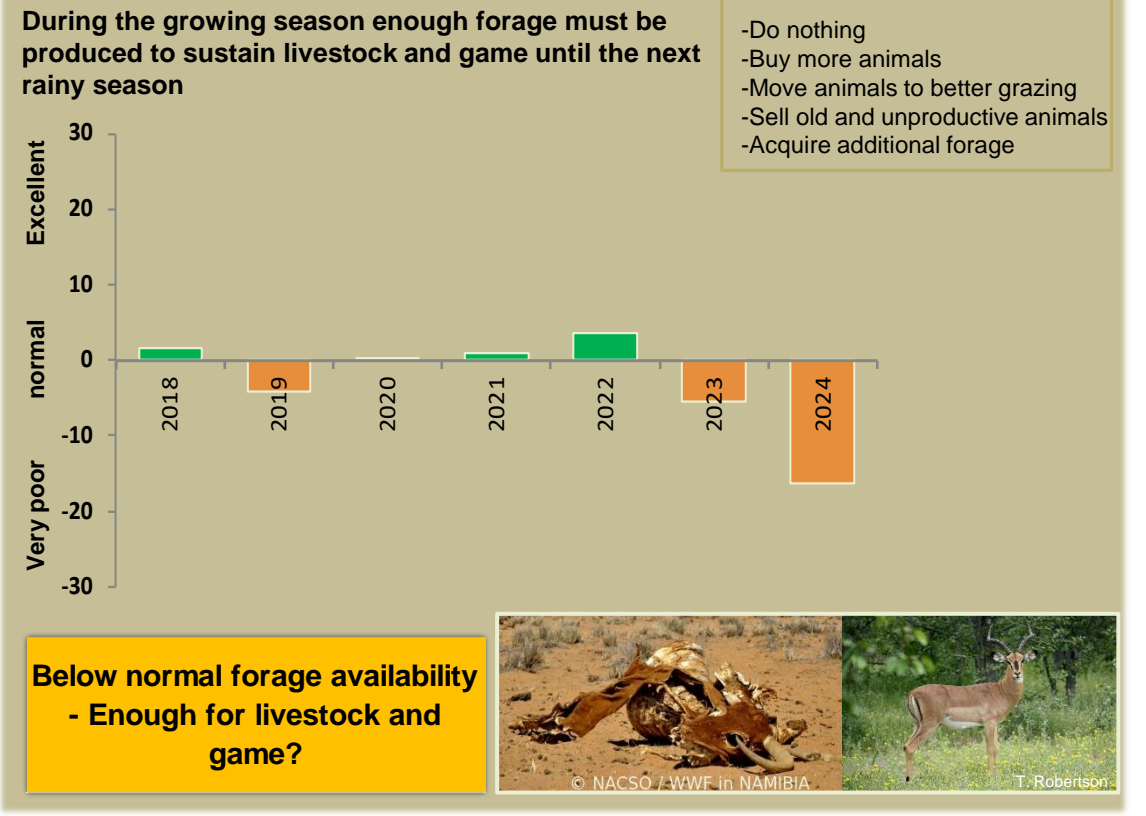 During the growing season enough forage must be
produced to sustain livestock and game until the next
rainy season
-Do nothing
-Buy more animals
-Move animals to better grazing
-Sell old and unproductive animals
-Acquire additional forage
Excellent
normal
Very poor
30
20
10
0
-10
-20
-30
2018
2019
2020
2021
2022
2023
2024
Below normal forage availability
- Enough for livestock and
game?
© NACSO / WWF in NAMIBIA
T. Robertson